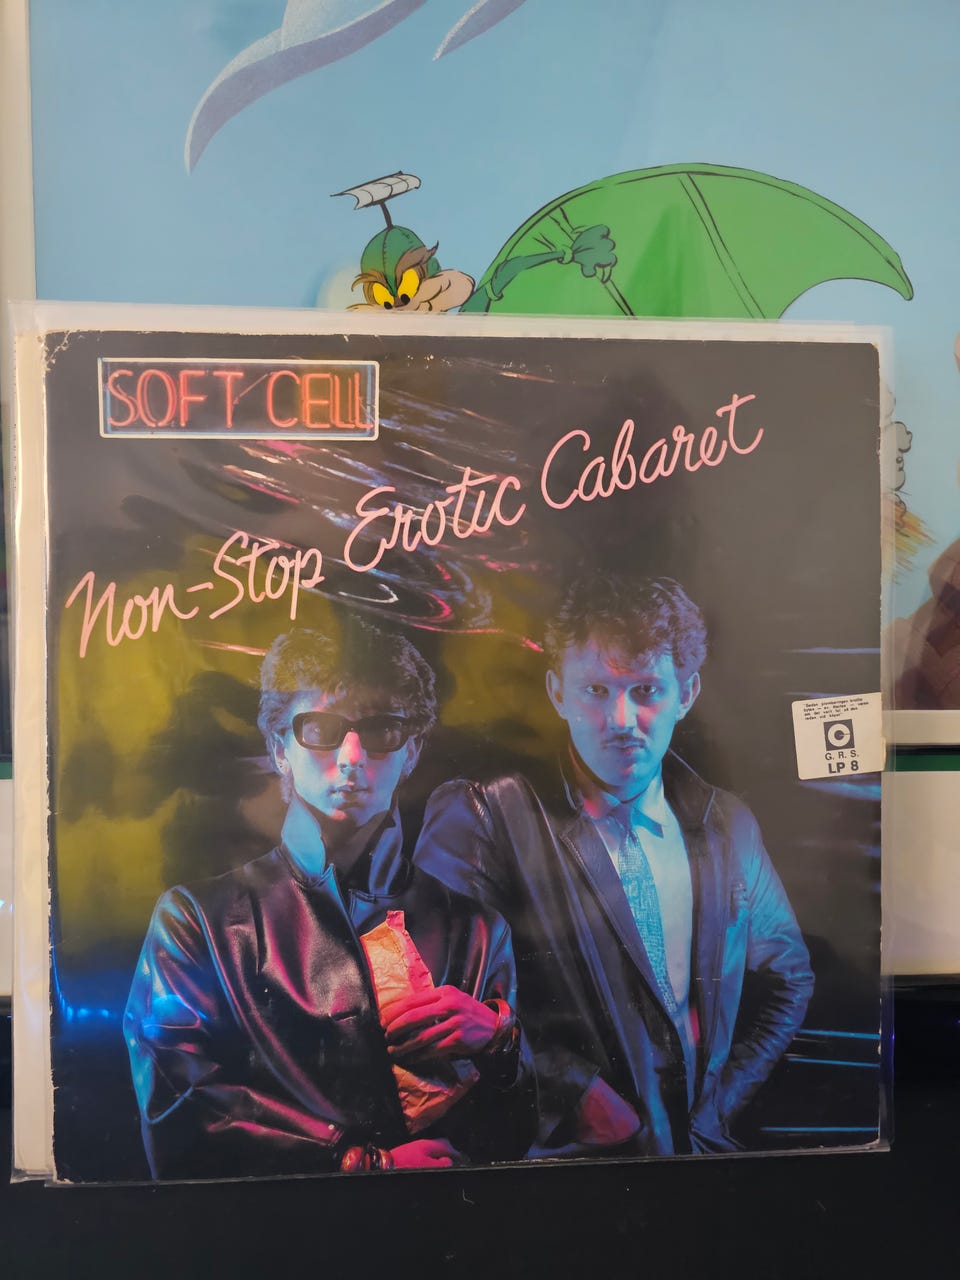 SOFT CELL
Non-Stop Erotic Cabaret
G. R. S.
LP 8